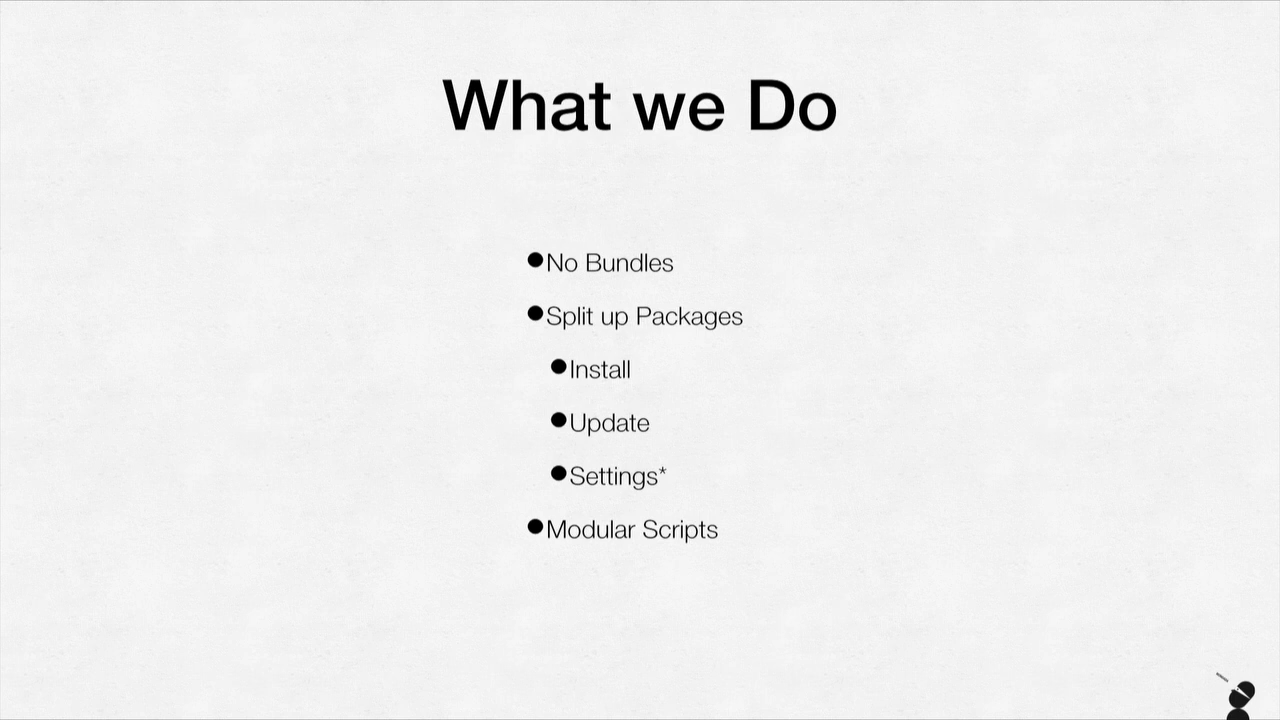 What we Do
●No Bundles
●Split up Packages
●Install
●Update
●Settings*
●Modular Scripts